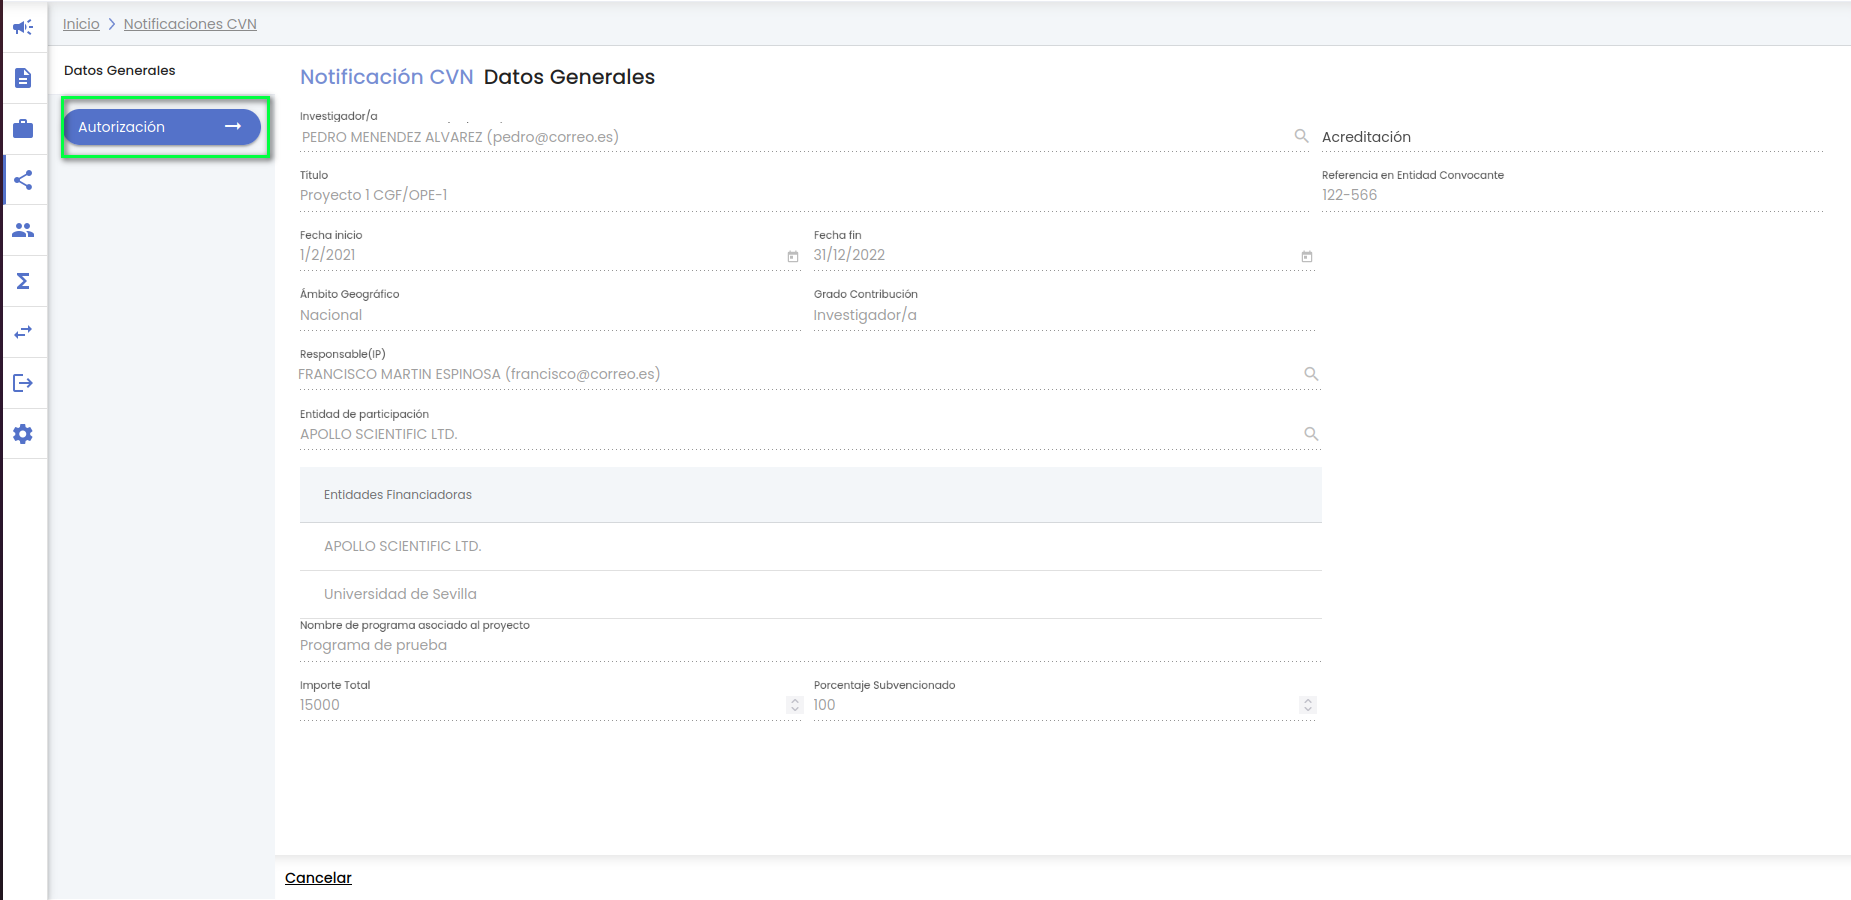 Inicio > Notificaciones CVN
Datos Generales
Autorización
Notificación CVN Datos Generales
Investigador/a
PEDRO MENENDEZ ALVAREZ (pedro@correo.es)
Acreditación
Título
Proyecto 1 CGF/OPE-1
Referencia en Entidad Convocante
122-566
Fecha inicio
1/2/2021
Fecha fin
31/12/2022
Ámbito Geográfico
Nacional
Grado Contribución
Investigador/a
Responsable(IP)
FRANCISCO MARTIN ESPINOSA (francisco@correo.es)
Entidad de participación
APOLLO SCIENTIFIC LTD.
Entidades Financiadoras
APOLLO SCIENTIFIC LTD.
Universidad de Sevilla
Nombre de programa asociado al proyecto
Programa de prueba
Importe Total
15000
Porcentaje Subvencionado
100
Cancelar